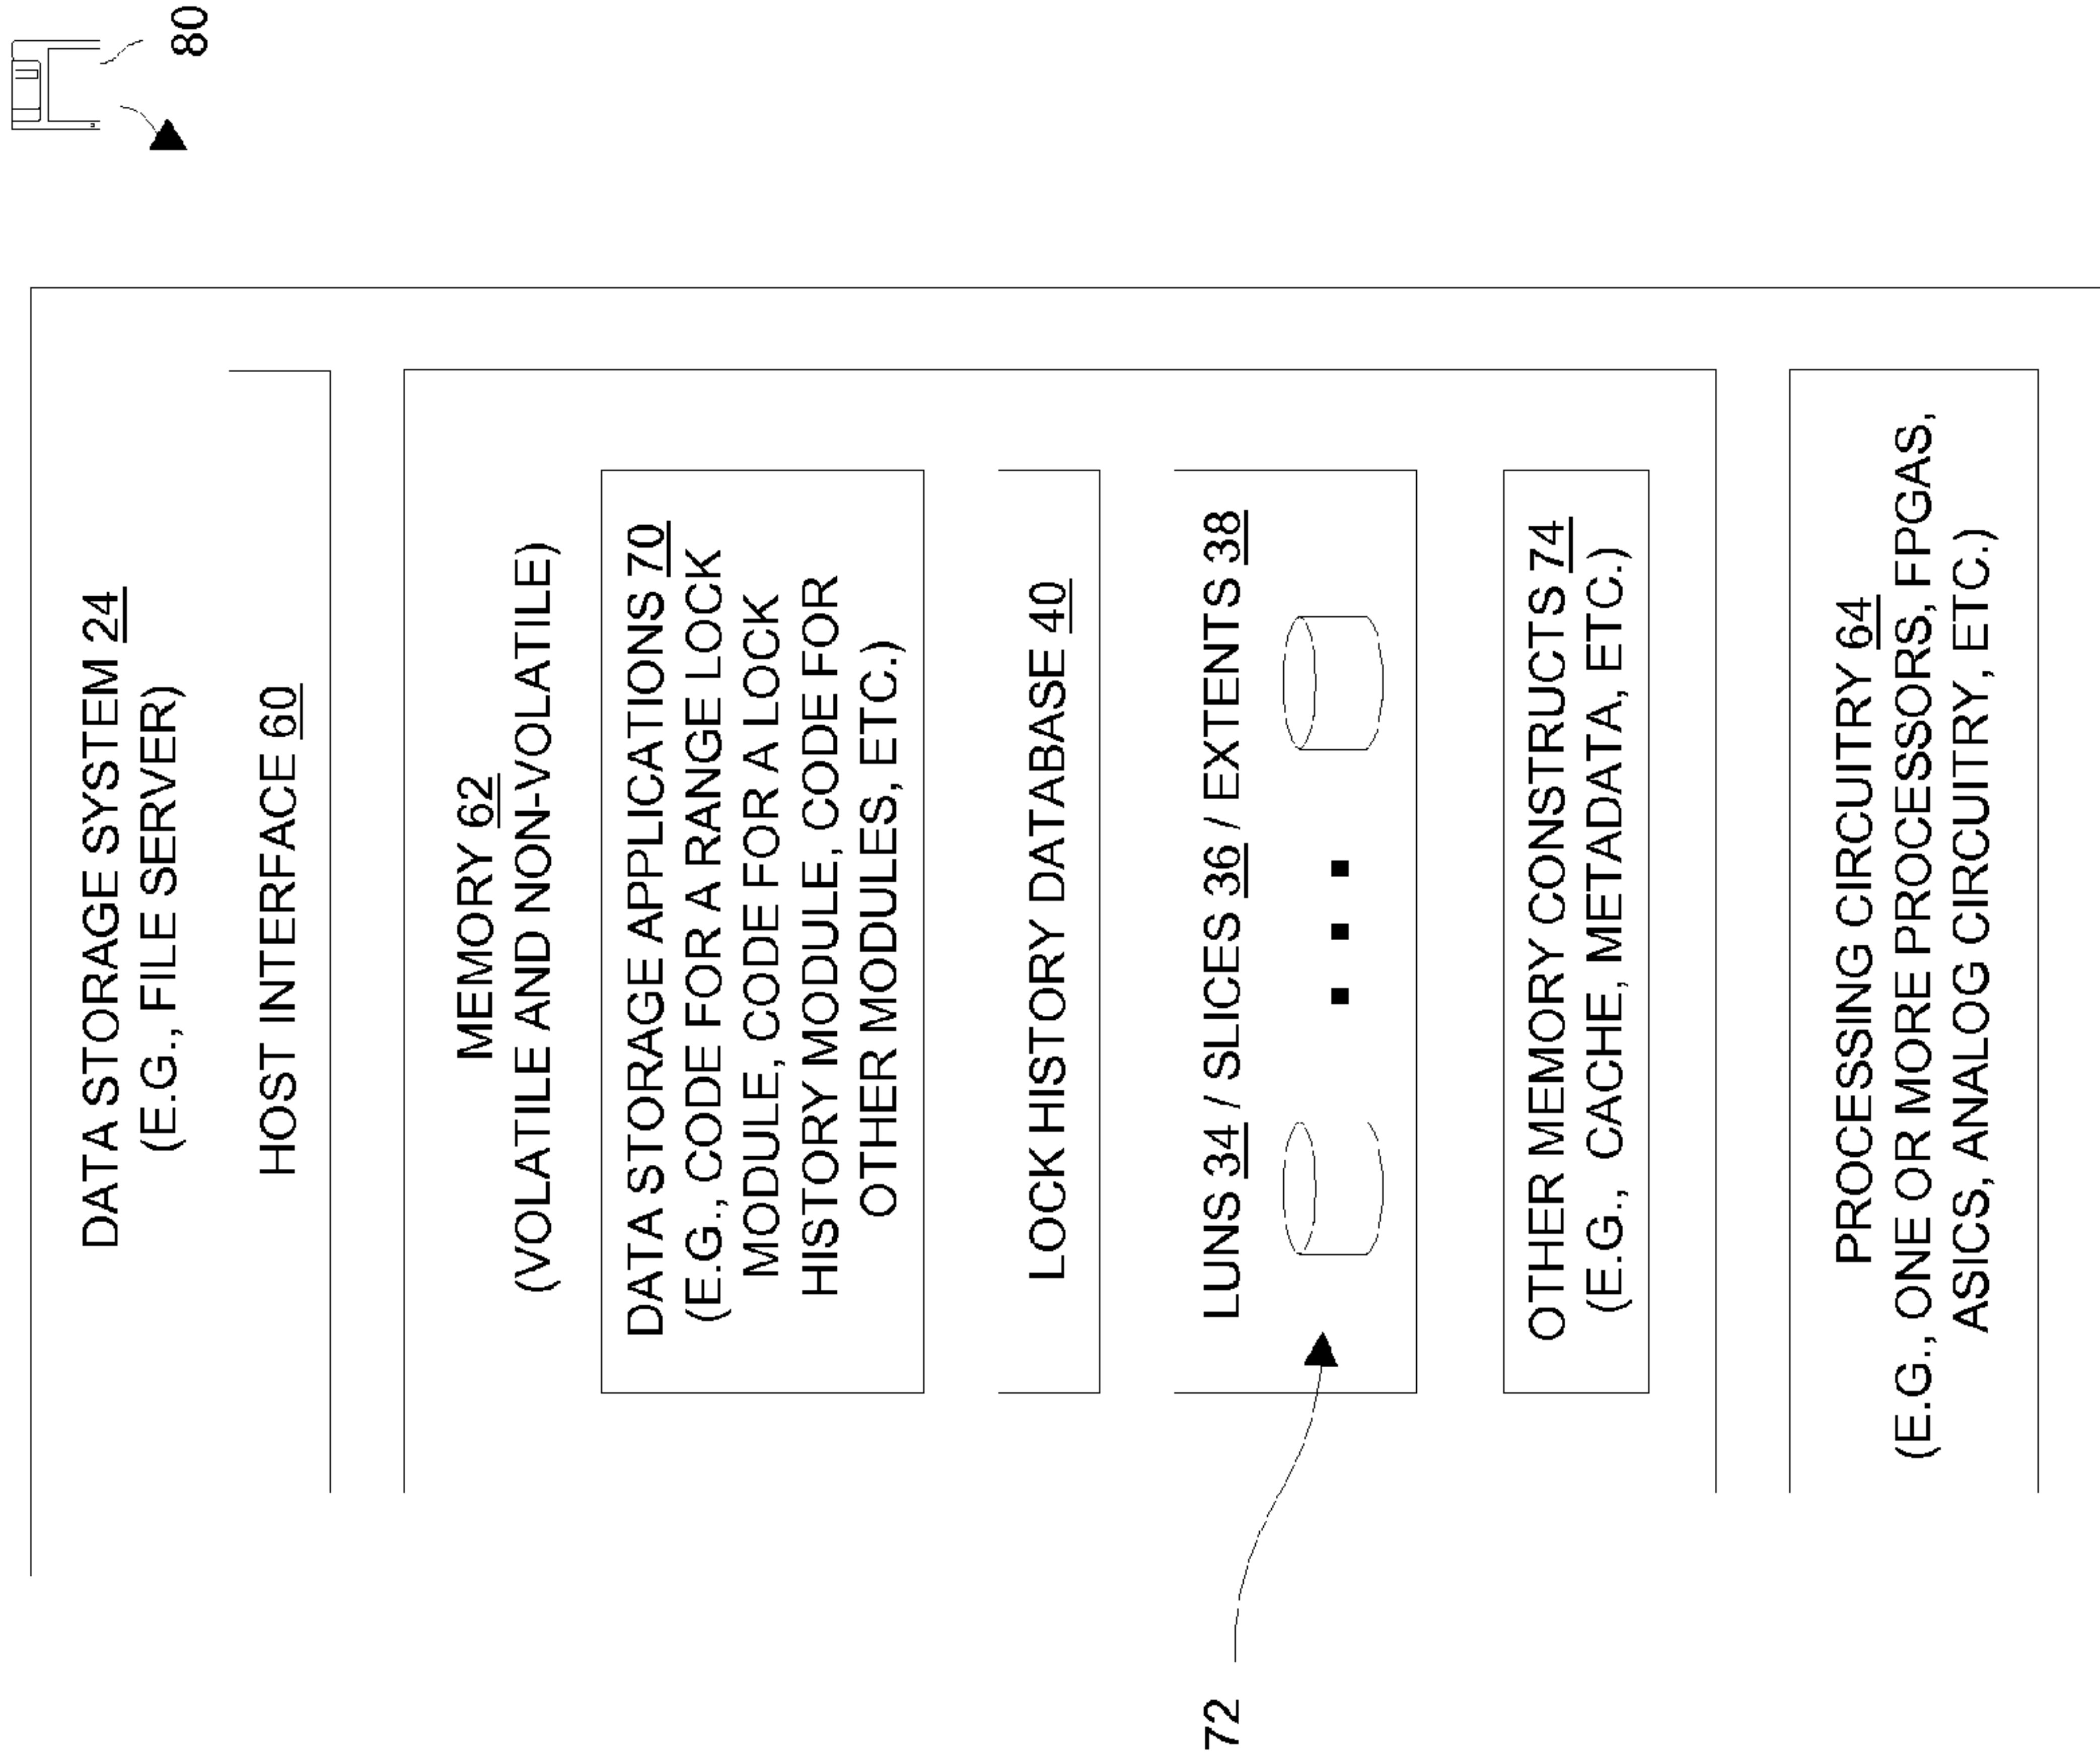 80
DATA STORAGE SYSTEM 24
(E.G., FILE SERVER)
HOST INTERFACE 60
MEMORY 62
(VOLATILE AND NON-VOLATILE)
DATA STORAGE APPLICATIONS 70
(E.G., CODE FOR A RANGE LOCK
MODULE, CODE FOR A LOCK
HISTORY MODULE, CODE FOR
OTHER MODULES, ETC.)
LOCK HISTORY DATABASE 40
LUNS 34 / SLICES 36 / EXTENTS 38
72
OTHER MEMORY CONSTRUCTS 74
(E.G., CACHE, METADATA, ETC.)
PROCESSING CIRCUITRY 64
(E.G., ONE OR MORE PROCESSORS, FPGAS,
ASICS, ANALOG CIRCUITRY, ETC.)